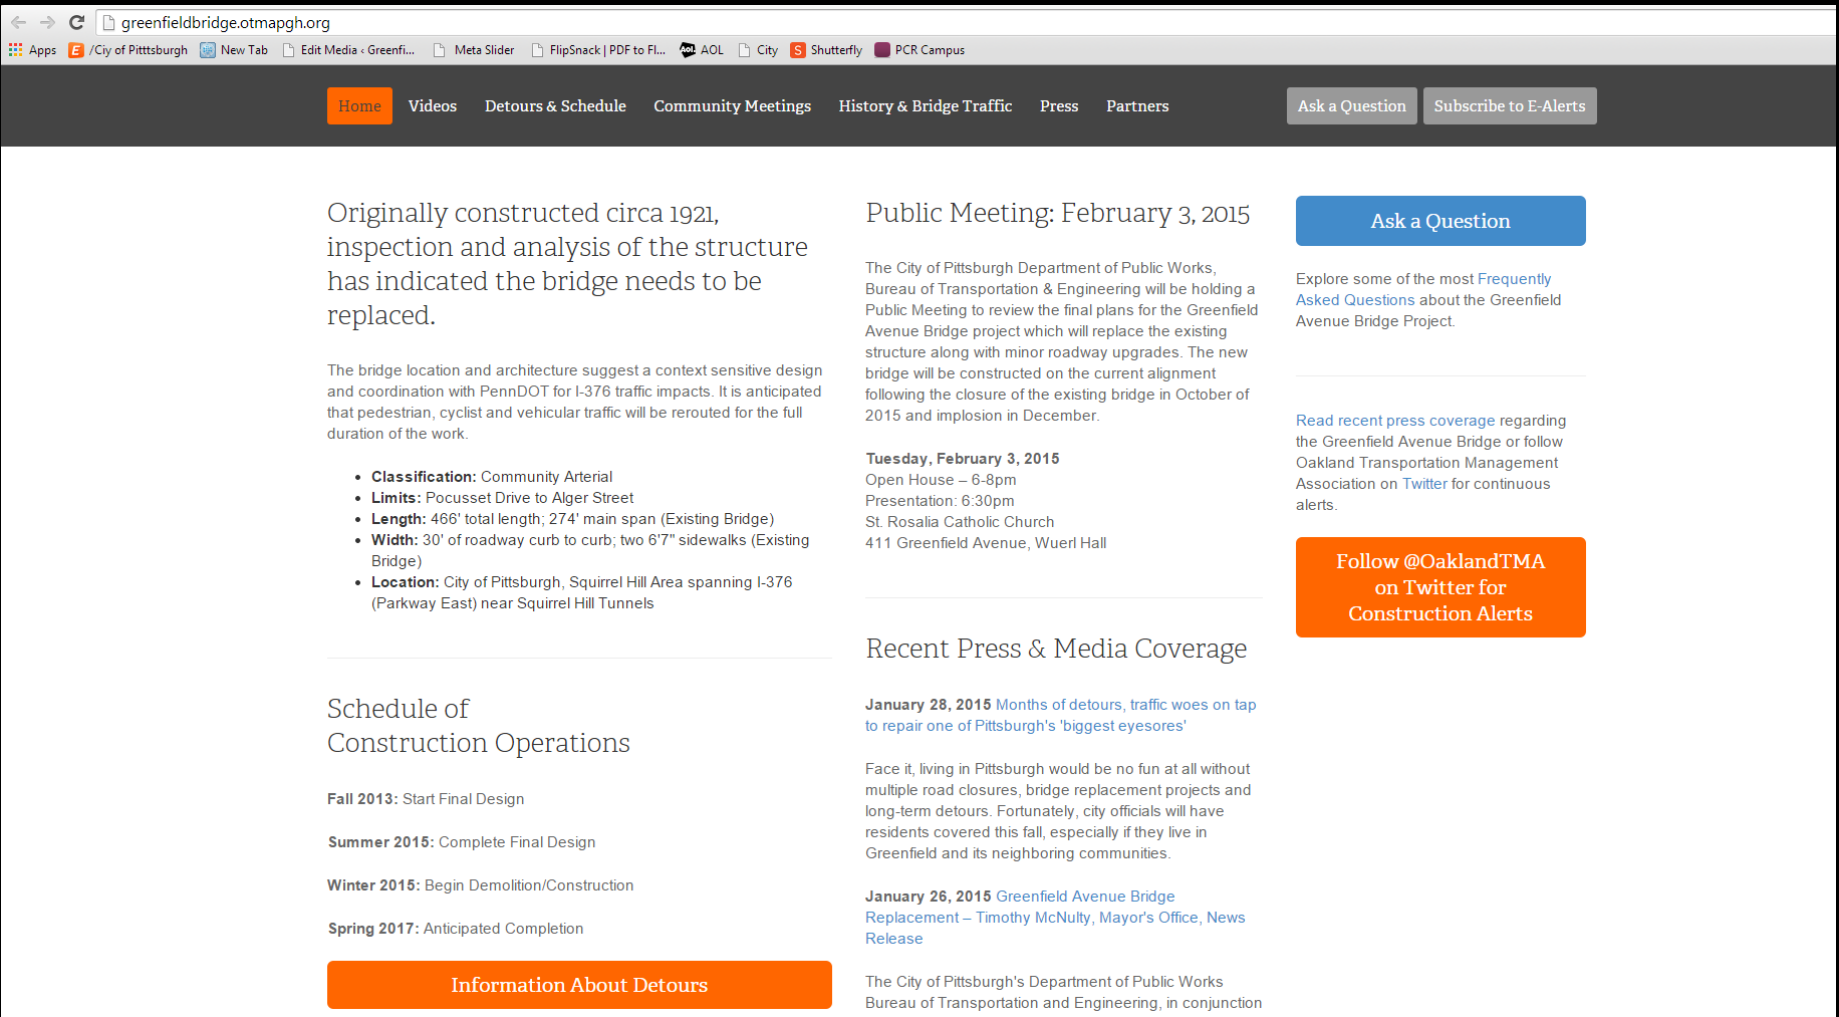 greenfieldbridge.otmapgh.org
Apps
/Ciy of Pitttsburgh
New Tab
Edit Media ‹ Greenfi...
Meta Slider
FlipSnack | PDF to Fl...
Aol.
AOL
City
S
Shutterfly
PCR Campus
Home
Videos
Detours & Schedule
Community Meetings
History & Bridge Traffic
Press
Partners
Ask a Question
Subscribe to E-Alerts
Originally constructed circa 1921,
inspection and analysis of the structure
has indicated the bridge needs to be
replaced.
The bridge location and architecture suggest a context sensitive design
and coordination with PennDOT for I-376 traffic impacts. It is anticipated
that pedestrian, cyclist and vehicular traffic will be rerouted for the full
duration of the work.
• Classification: Community Arterial
• Limits: Pocusset Drive to Alger Street
• Length: 466' total length; 274' main span (Existing Bridge)
• Width: 30' of roadway curb to curb; two 6'7" sidewalks (Existing
Bridge)
• Location: City of Pittsburgh, Squirrel Hill Area spanning I-376
(Parkway East) near Squirrel Hill Tunnels
Schedule of
Construction Operations
Fall 2013: Start Final Design
Summer 2015: Complete Final Design
Winter 2015: Begin Demolition/Construction
Spring 2017: Anticipated Completion
Information About Detours
Public Meeting: February 3, 2015
The City of Pittsburgh Department of Public Works,
Bureau of Transportation & Engineering will be holding a
Public Meeting to review the final plans for the Greenfield
Avenue Bridge project which will replace the existing
structure along with minor roadway upgrades. The new
bridge will be constructed on the current alignment
following the closure of the existing bridge in October of
2015 and implosion in December.
Tuesday, February 3, 2015
Open House – 6-8pm
Presentation: 6:30pm
St. Rosalia Catholic Church
411 Greenfield Avenue, Wuerl Hall
Recent Press & Media Coverage
January 28, 2015 Months of detours, traffic woes on tap
to repair one of Pittsburgh's 'biggest eyesores'
Face it, living in Pittsburgh would be no fun at all without
multiple road closures, bridge replacement projects and
long-term detours. Fortunately, city officials will have
residents covered this fall, especially if they live in
Greenfield and its neighboring communities.
January 26, 2015 Greenfield Avenue Bridge
Replacement – Timothy McNulty, Mayor's Office, News
Release
The City of Pittsburgh's Department of Public Works
Bureau of Transportation and Engineering, in conjunction
Ask a Question
Explore some of the most Frequently
Asked Questions about the Greenfield
Avenue Bridge Project.
Read recent press coverage regarding
the Greenfield Avenue Bridge or follow
Oakland Transportation Management
Association on Twitter for continuous
alerts.
Follow @OaklandTMA
on Twitter for
Construction Alerts